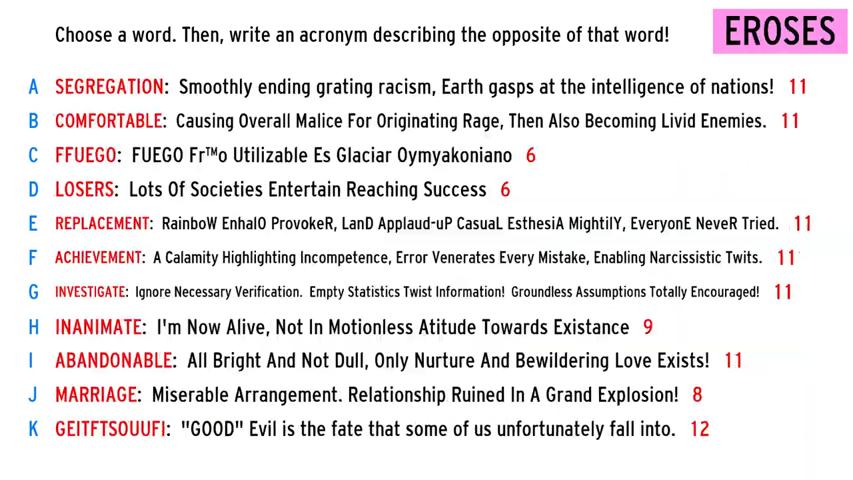 Choose a word. Then, write an acronym describing the opposite of that word!
EROSES
A SEGREGATION: Smoothly ending grating racism, Earth gasps at the intelligence of nations! 11
B COMFORTABLE: Causing Overall Malice For Originating Rage, Then Also Becoming Livid Enemies. 11
C FFUEGO: FUEGO Fr™o Utilizable Es Glaciar Oymyakoniano 6
D LOSERS: Lots Of Societies Entertain Reaching Success 6
E REPLACEMENT: RainboW EnhalO ProvokeR, LanD Applaud-uP CasuaL EsthesiA MightilY, EveryonE NeveR Tried. 11
F ACHIEVEMENT: A Calamity Highlighting Incompetence, Error Venerates Every Mistake, Enabling Narcissistic Twits. 11
G INVESTIGATE: Ignore Necessary Verification. Empty Statistics Twist Information! Groundless Assumptions Totally Encouraged! 11
H INANIMATE: I'm Now Alive, Not In Motionless Atitude Towards Existance 9
I ABANDONABLE: All Bright And Not Dull, Only Nurture And Bewildering Love Exists! 11
J MARRIAGE: Miserable Arrangement. Relationship Ruined In A Grand Explosion! 8
K GEITFTSOUUFI: "GOOD" Evil is the fate that some of us unfortunately fall into. 12